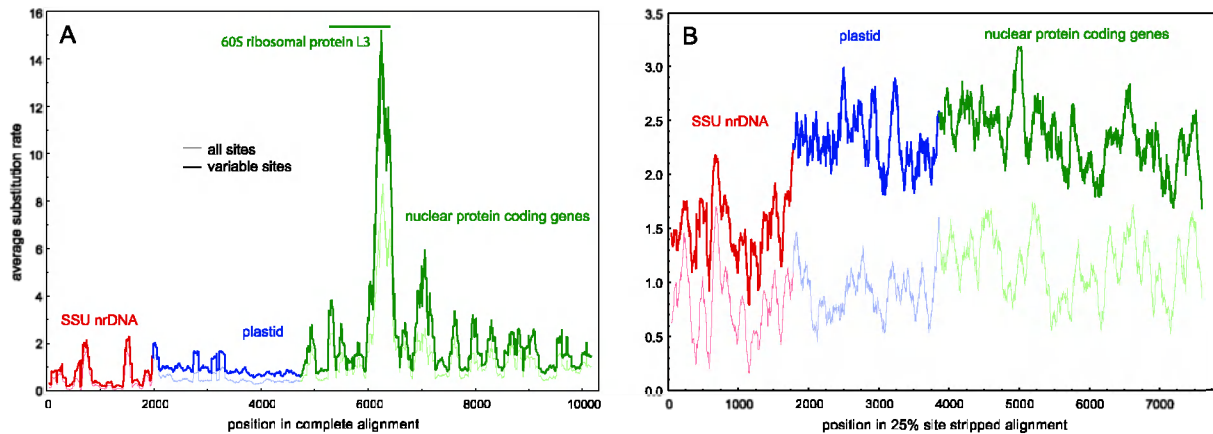 A
60S ribosomal protein L3
all sites
variable sites
nuclear protein coding genes
SSU nrDNA
plastid
average substitution rate
16
14
12
10
8
6
4
2
0
0
2000
4000
6000
8000
10000
position in complete alignment
B
plastid
nuclear protein coding genes
SSU nrDNA
3.5
3.0
2.5
2.0
1.5
1.0
0.5
0.0
0
1000
2000
3000
4000
5000
6000
7000
position in 25% site stripped alignment